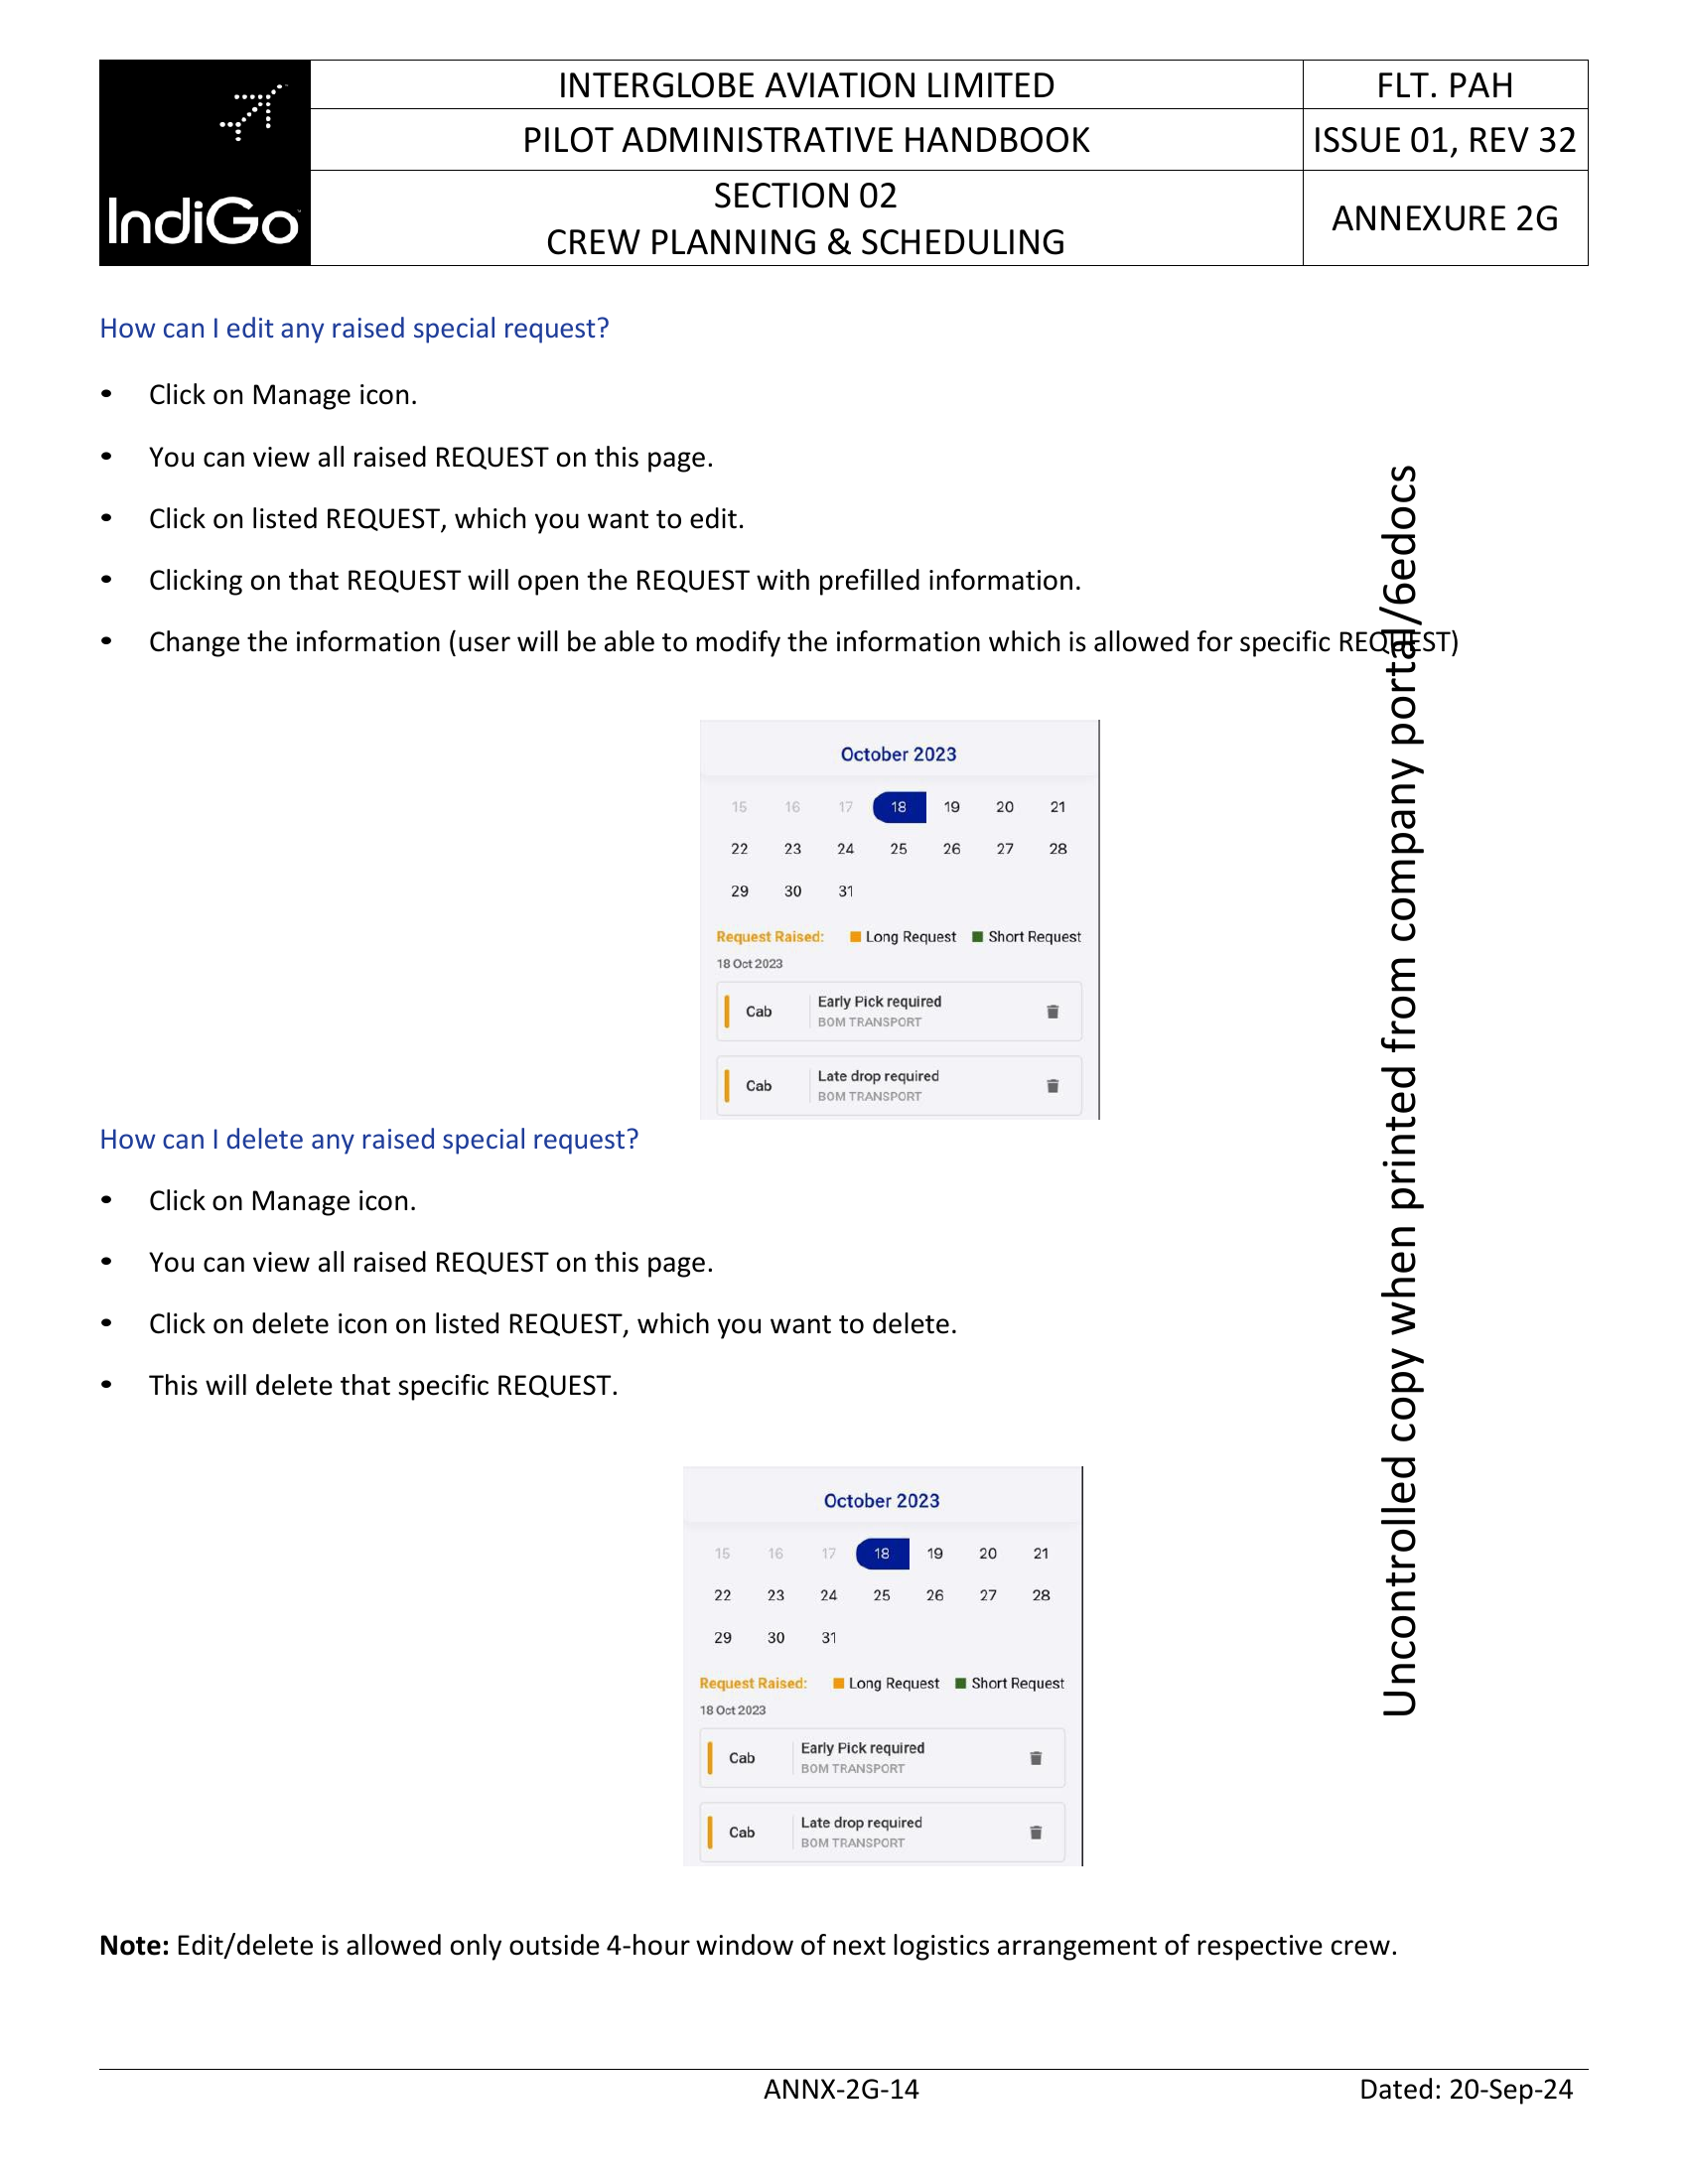 IndiGo
INTERGLOBE AVIATION LIMITED
FLT. PAH
PILOT ADMINISTRATIVE HANDBOOK
ISSUE 01, REV 32
SECTION 02
CREW PLANNING & SCHEDULING
ANNEXURE 2G
How can I edit any raised special request?
• Click on Manage icon.
• You can view all raised REQUEST on this page.
• Click on listed REQUEST, which you want to edit.
• Clicking on that REQUEST will open the REQUEST with prefilled information.
• Change the information (user will be able to modify the information which is allowed for specific REQUEST)
October 2023
15 16 17 18 19 20 21
22 23 24 25 26 27 28
29 30 31
Request Raised: Long Request Short Request
18 Oct 2023
Cab
Early Pick required
BOM TRANSPORT
Cab
Late drop required
BOM TRANSPORT
How can I delete any raised special request?
• Click on Manage icon.
• You can view all raised REQUEST on this page.
• Click on delete icon on listed REQUEST, which you want to delete.
• This will delete that specific REQUEST.
October 2023
15 16 17 18 19 20 21
22 23 24 25 26 27 28
29 30 31
Request Raised: Long Request Short Request
18 Oct 2023
Cab
Early Pick required
BOM TRANSPORT
Cab
Late drop required
BOM TRANSPORT
Note: Edit/delete is allowed only outside 4-hour window of next logistics arrangement of respective crew.
Uncontrolled copy when printed from company portal/6edocs
ANNX-2G-14
Dated: 20-Sep-24